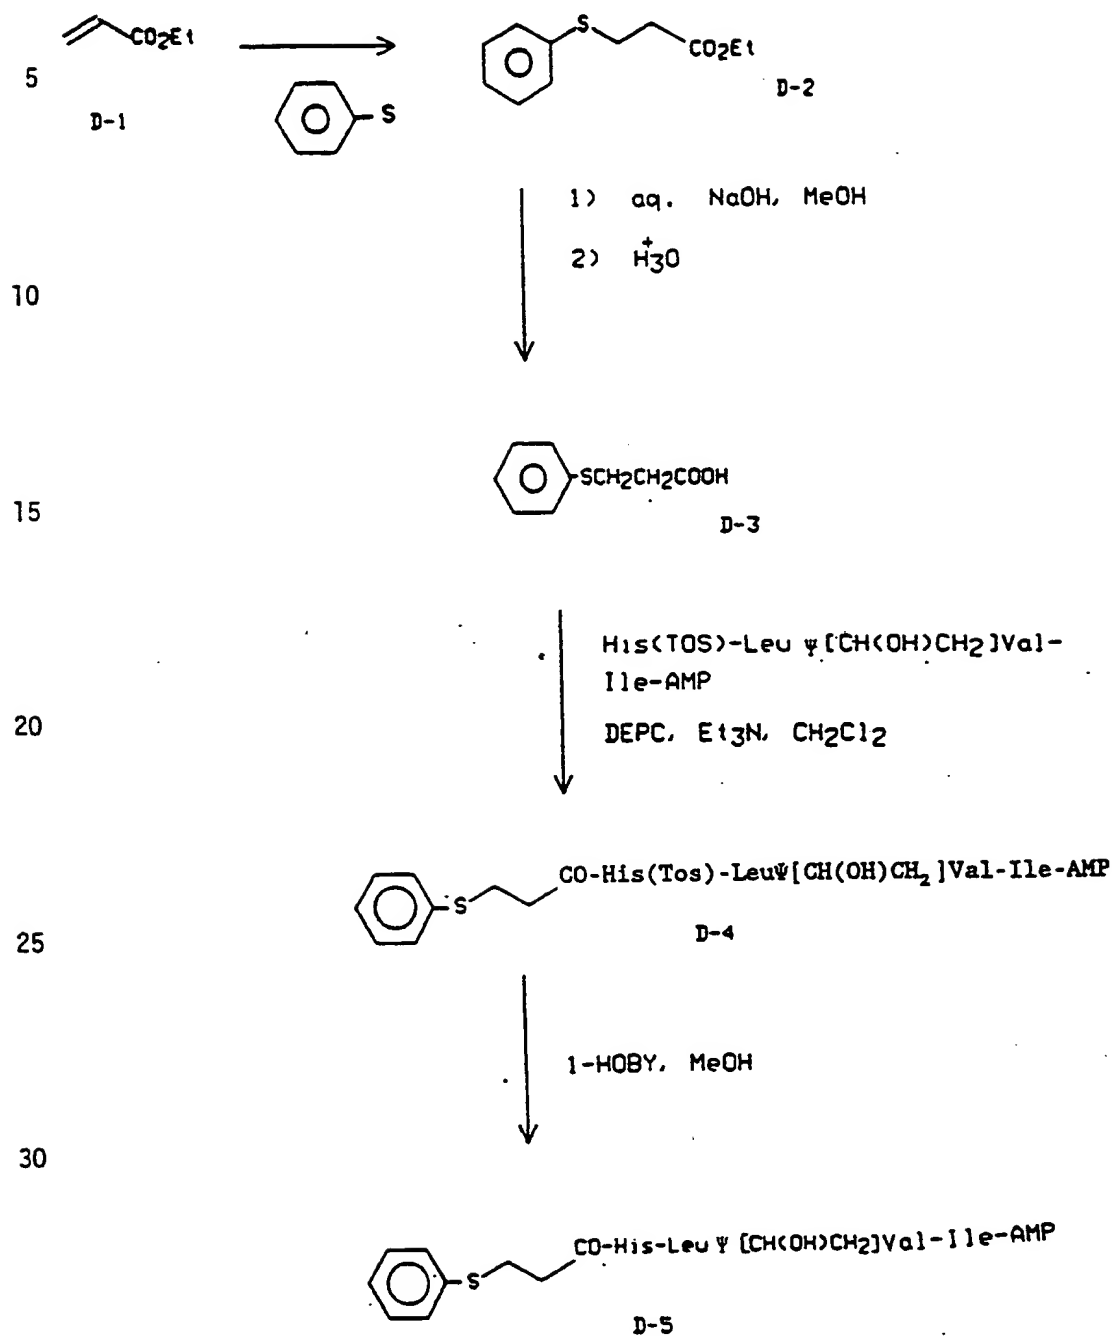 CO2Et
S
CO2Et
5
D-2
D-1
S
1) aq. NaOH, MeOH
2) H3O+
10
SCH2CH2COOH
15
D-3
His(TOS)-Leu Ψ[CH(OH)CH2]Val-
Ile-AMP
20
DEPC, Et3N, CH2Cl2
CO-His(Tos)-LeuΨ[CH(OH)CH2]Val-Ile-AMP
S
D-4
25
1-HOBY, MeOH
30
CO-His-Leu Ψ [CH(OH)CH2]Val-Ile-AMP
S
D-5